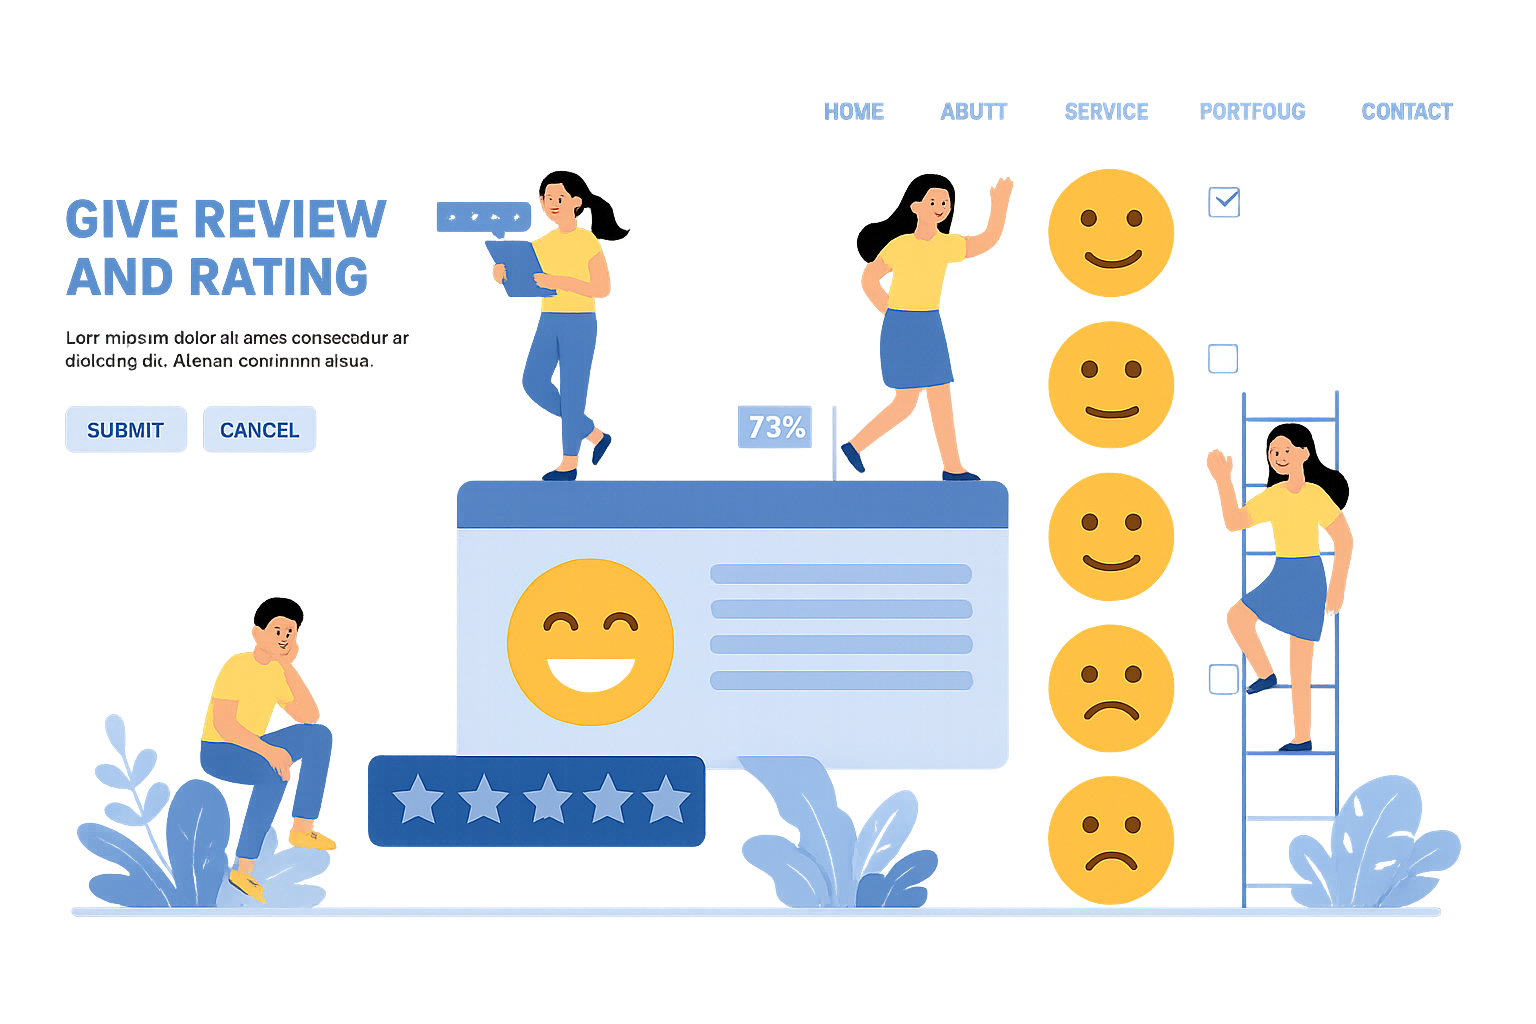 HOME ABUTT SERVICE PORTFOUG CONTACT
GIVE REVIEW
AND RATING
Lorr mipsım dolor alı ames consecadur ar
diolcdng dic. Alenan conrinnnn alsua.
SUBMIT CANCEL
73%